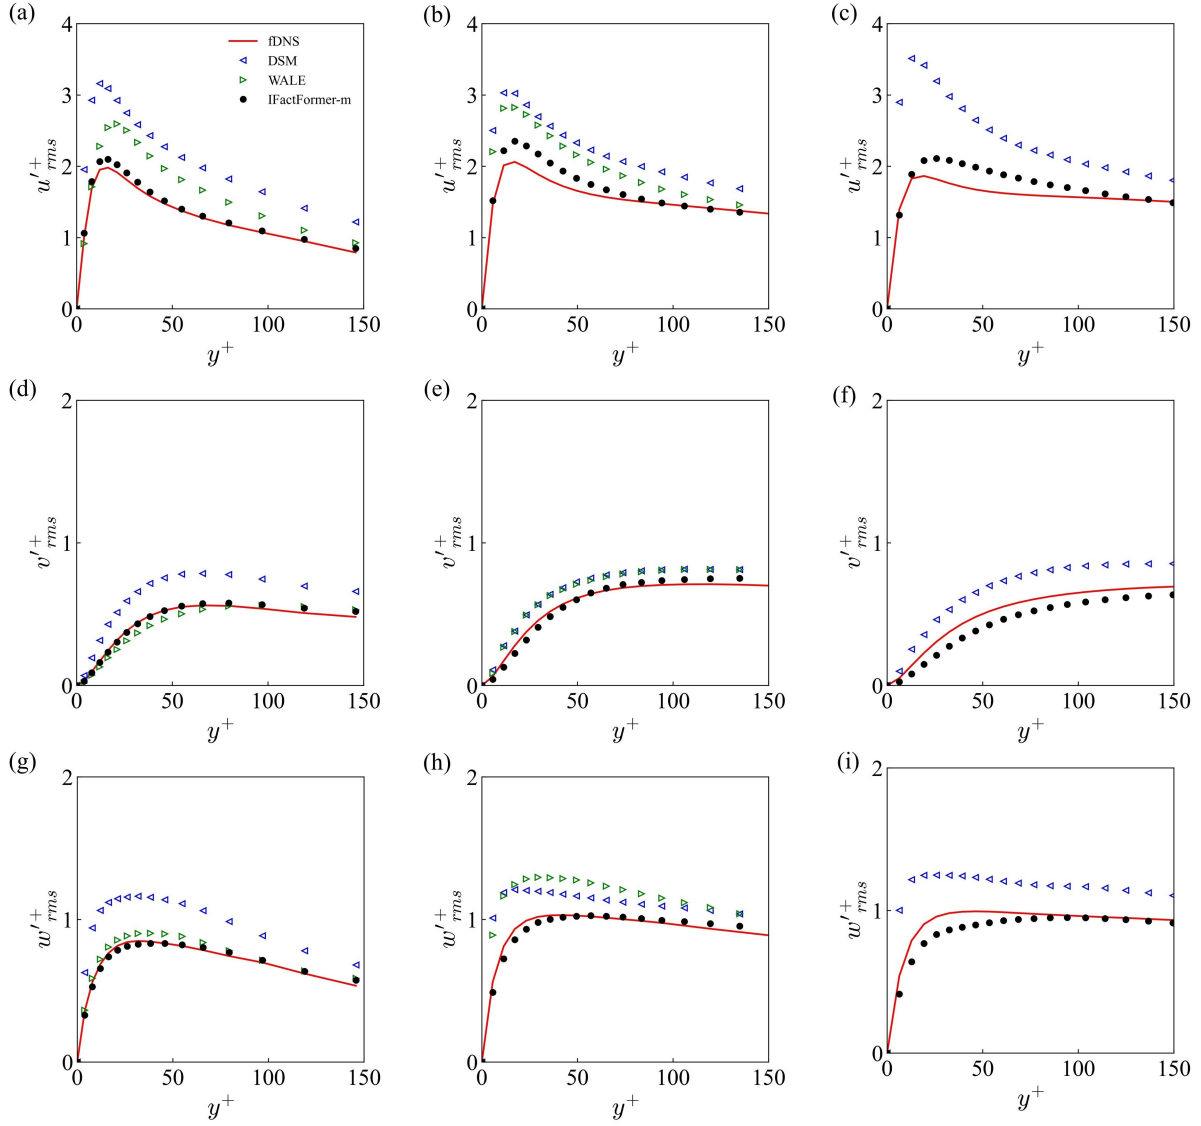 (a)
4
3
2
1
0
0 50 100 150
u'⁺rms
y⁺
fDNS
DSM
WALE
IFactFormer-m
(b)
4
3
2
1
0
0 50 100 150
u'⁺rms
y⁺
(c)
4
3
2
1
0
0 50 100 150
u'⁺rms
y⁺
(d)
2
1
0
0 50 100 150
v'⁺rms
y⁺
(e)
2
1
0
0 50 100 150
v'⁺rms
y⁺
(f)
2
1
0
0 50 100 150
v'⁺rms
y⁺
(g)
2
1
0
0 50 100 150
w'⁺rms
y⁺
(h)
2
1
0
0 50 100 150
w'⁺rms
y⁺
(i)
2
1
0
0 50 100 150
w'⁺rms
y⁺